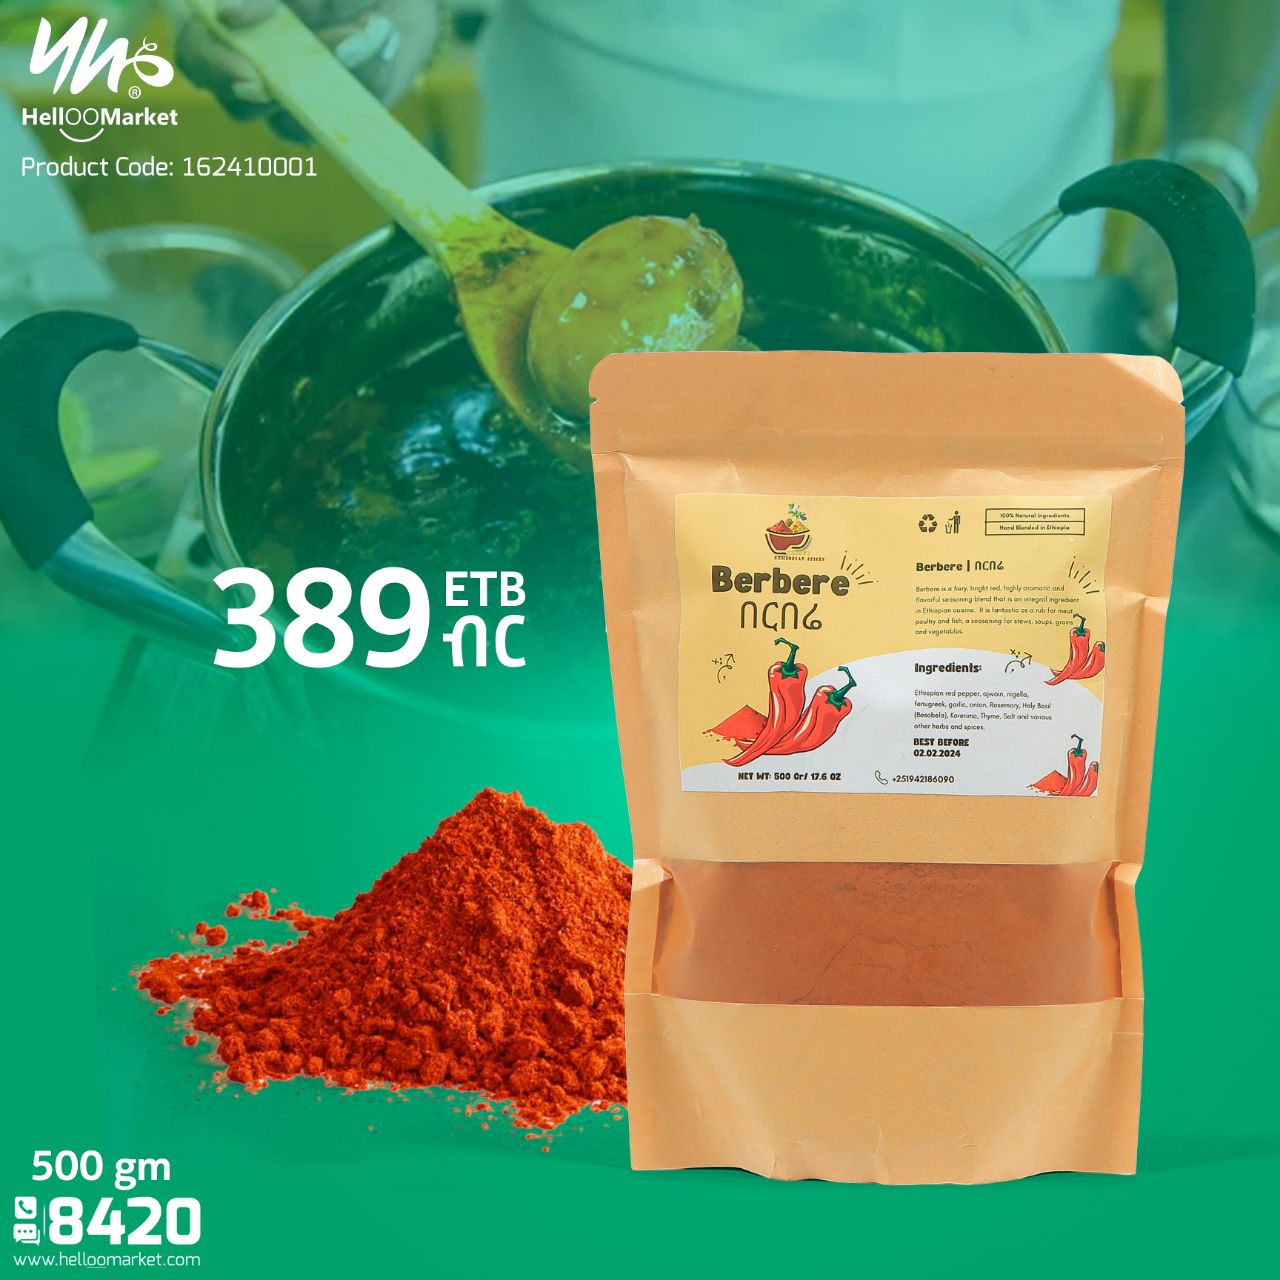 ሄሎ
HellOOMarket
Product Code: 162410001
389 ETB
ብር
ETHIOPIAN SPICES
Berbere
በርበሬ
NET WT: 500 Gr/ 17.6 OZ
100% Natural Ingredients
Hand Blended in Ethiopia
Berbere | በርበሬ
Berbere is a fiery, bright red, highly aromatic and
flavorful seasoning blend that is an integral ingredient
in Ethiopian cuisine. It is fantastic as a rub for meat,
poultry and fish, a seasoning for stews, soups, grains
and vegetables.
Ingredients:
Ethiopian red pepper, ajwain, nigella,
fenugreek, garlic, onion, Rosemary, Holy Basil
(Besobela), Kororima, Thyme, Salt and various
other herbs and spices.
BEST BEFORE
02.02.2024
+251942186090
500 gm
8420
www.helloomarket.com